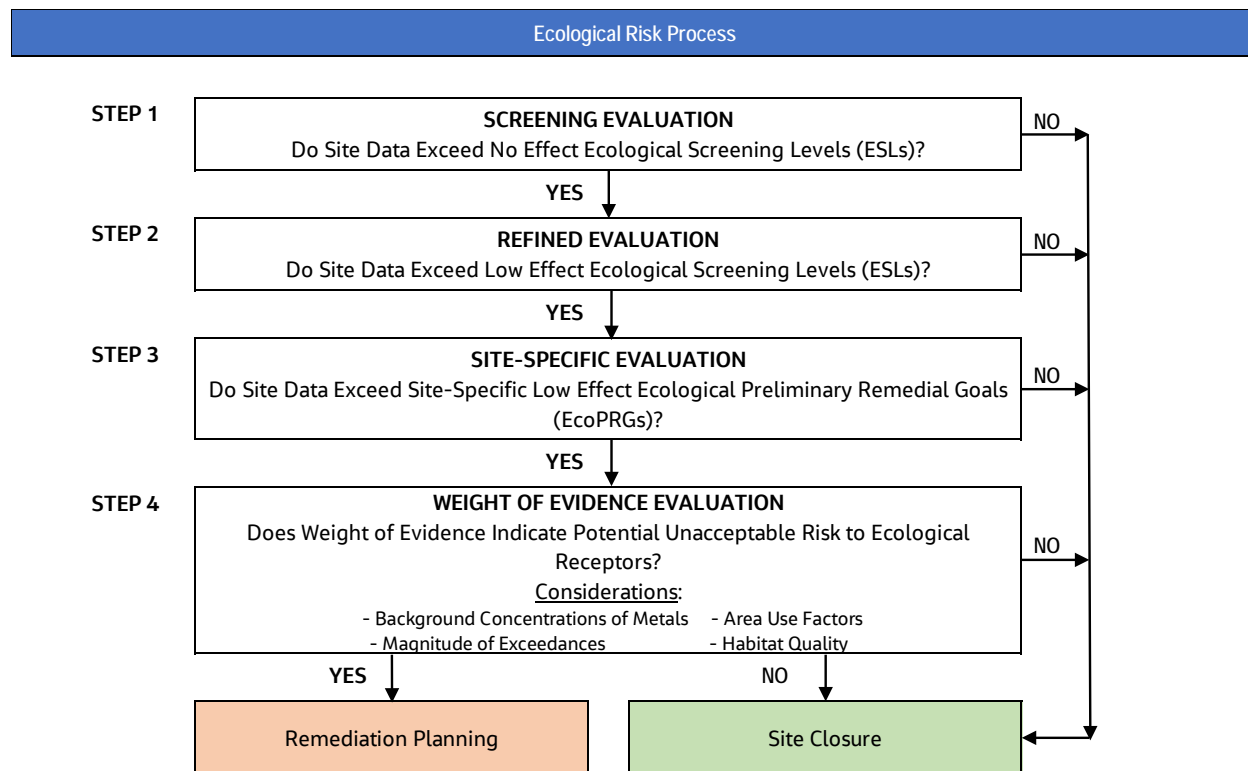 Ecological Risk Process
STEP 1
SCREENING EVALUATION
Do Site Data Exceed No Effect Ecological Screening Levels (ESLs)?
NO
YES
STEP 2
REFINED EVALUATION
Do Site Data Exceed Low Effect Ecological Screening Levels (ESLs)?
NO
YES
STEP 3
SITE-SPECIFIC EVALUATION
Do Site Data Exceed Site-Specific Low Effect Ecological Preliminary Remedial Goals
(EcoPRGs)?
NO
YES
STEP 4
WEIGHT OF EVIDENCE EVALUATION
Does Weight of Evidence Indicate Potential Unacceptable Risk to Ecological
Receptors?
NO
Considerations:
- Background Concentrations of Metals - Area Use Factors
- Magnitude of Exceedances - Habitat Quality
YES NO
Remediation Planning
Site Closure